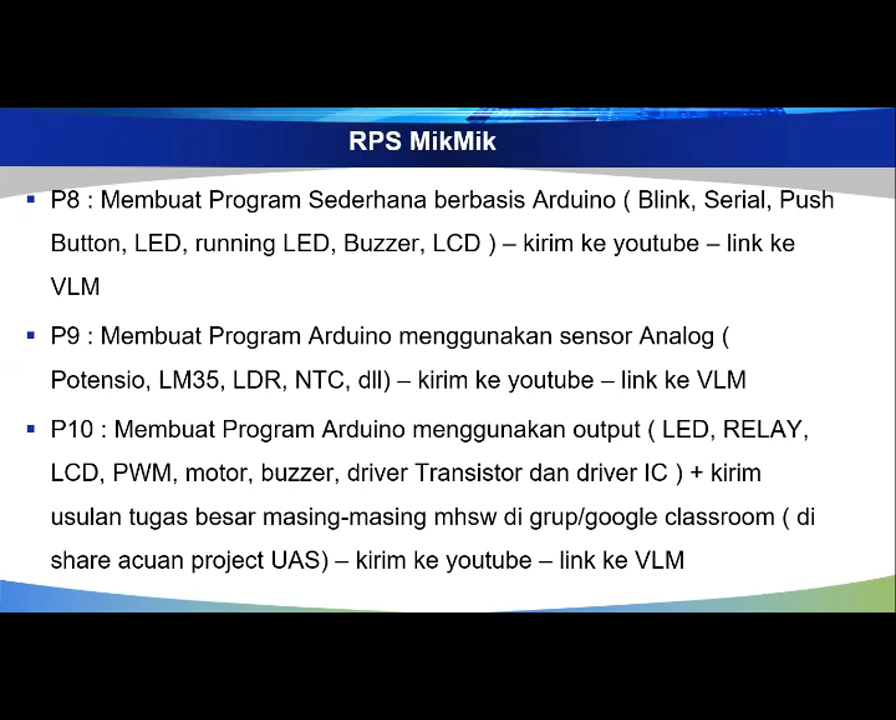 RPS MikMik
▪ P8 : Membuat Program Sederhana berbasis Arduino ( Blink, Serial, Push
Button, LED, running LED, Buzzer, LCD ) – kirim ke youtube – link ke
VLM
▪ P9 : Membuat Program Arduino menggunakan sensor Analog (
Potensio, LM35, LDR, NTC, dll) – kirim ke youtube – link ke VLM
▪ P10 : Membuat Program Arduino menggunakan output ( LED, RELAY,
LCD, PWM, motor, buzzer, driver Transistor dan driver IC ) + kirim
usulan tugas besar masing-masing mhsw di grup/google classroom ( di
share acuan project UAS) – kirim ke youtube – link ke VLM